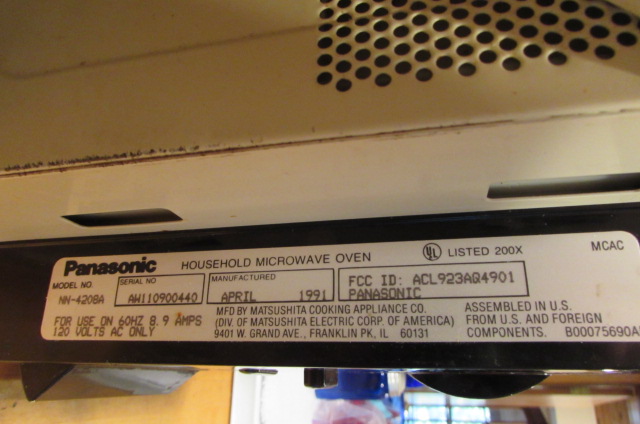 Panasonic HOUSEHOLD MICROWAVE OVEN UL LISTED 200X MCAC
MODEL NO. SERIAL NO. MANUFACTURED FCC ID: ACL923AQ4901
NN-4208A AW110900440 APRIL 1991 PANASONIC
FOR USE ON 60HZ 8.9 AMPS
120 VOLTS AC ONLY
MFD BY MATSUSHITA COOKING APPLIANCE CO.
(DIV. OF MATSUSHITA ELECTRIC CORP. OF AMERICA)
9401 W. GRAND AVE., FRANKLIN PK, IL 60131
ASSEMBLED IN U.S.
FROM U.S. AND FOREIGN
COMPONENTS. B00075690A